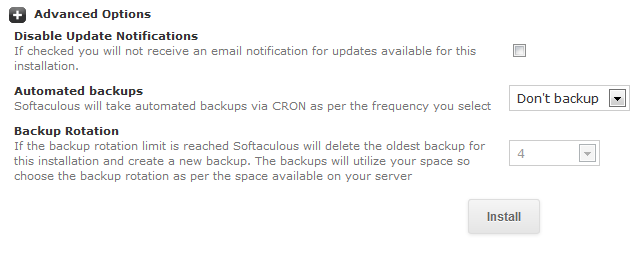 Advanced Options
Disable Update Notifications
If checked you will not receive an email notification for updates available for this
installation.
Automated backups
Softaculous will take automated backups via CRON as per the frequency you select
Don't backup
Backup Rotation
If the backup rotation limit is reached Softaculous will delete the oldest backup for
this installation and create a new backup. The backups will utilize your space so
choose the backup rotation as per the space available on your server
4
Install